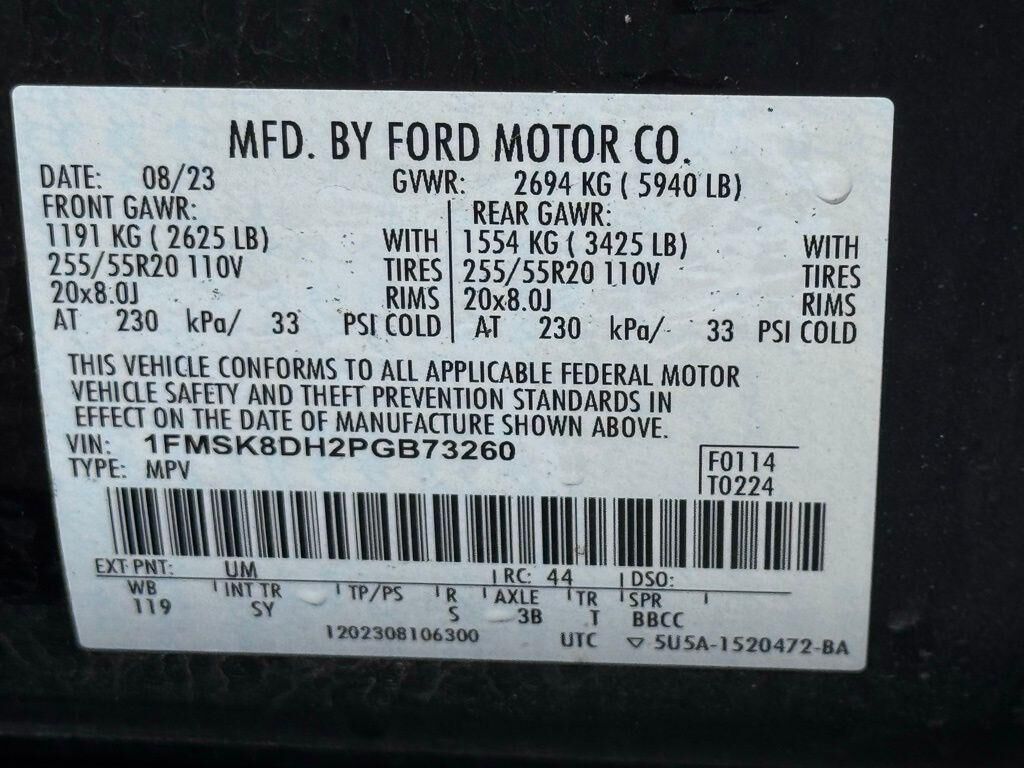 MFD. BY FORD MOTOR CO.
DATE: 08/23 GVWR: 2694 KG ( 5940 LB)
FRONT GAWR: REAR GAWR:
1191 KG ( 2625 LB) WITH 1554 KG ( 3425 LB) WITH
255/55R20 110V TIRES 255/55R20 110V TIRES
20x8.0J RIMS 20x8.0J RIMS
AT 230 kPa/ 33 PSI COLD AT 230 kPa/ 33 PSI COLD
THIS VEHICLE CONFORMS TO ALL APPLICABLE FEDERAL MOTOR
VEHICLE SAFETY AND THEFT PREVENTION STANDARDS IN
EFFECT ON THE DATE OF MANUFACTURE SHOWN ABOVE.
VIN: 1FMSK8DH2PGB73260
TYPE: MPV
F0114
T0224
EXT PNT: UM RC: 44 DSO:
WB INT TR TP/PS R AXLE TR SPR
119 SY S 3B T BBCC
1202308106300 UTC ▽ 5U5A-1520472-BA